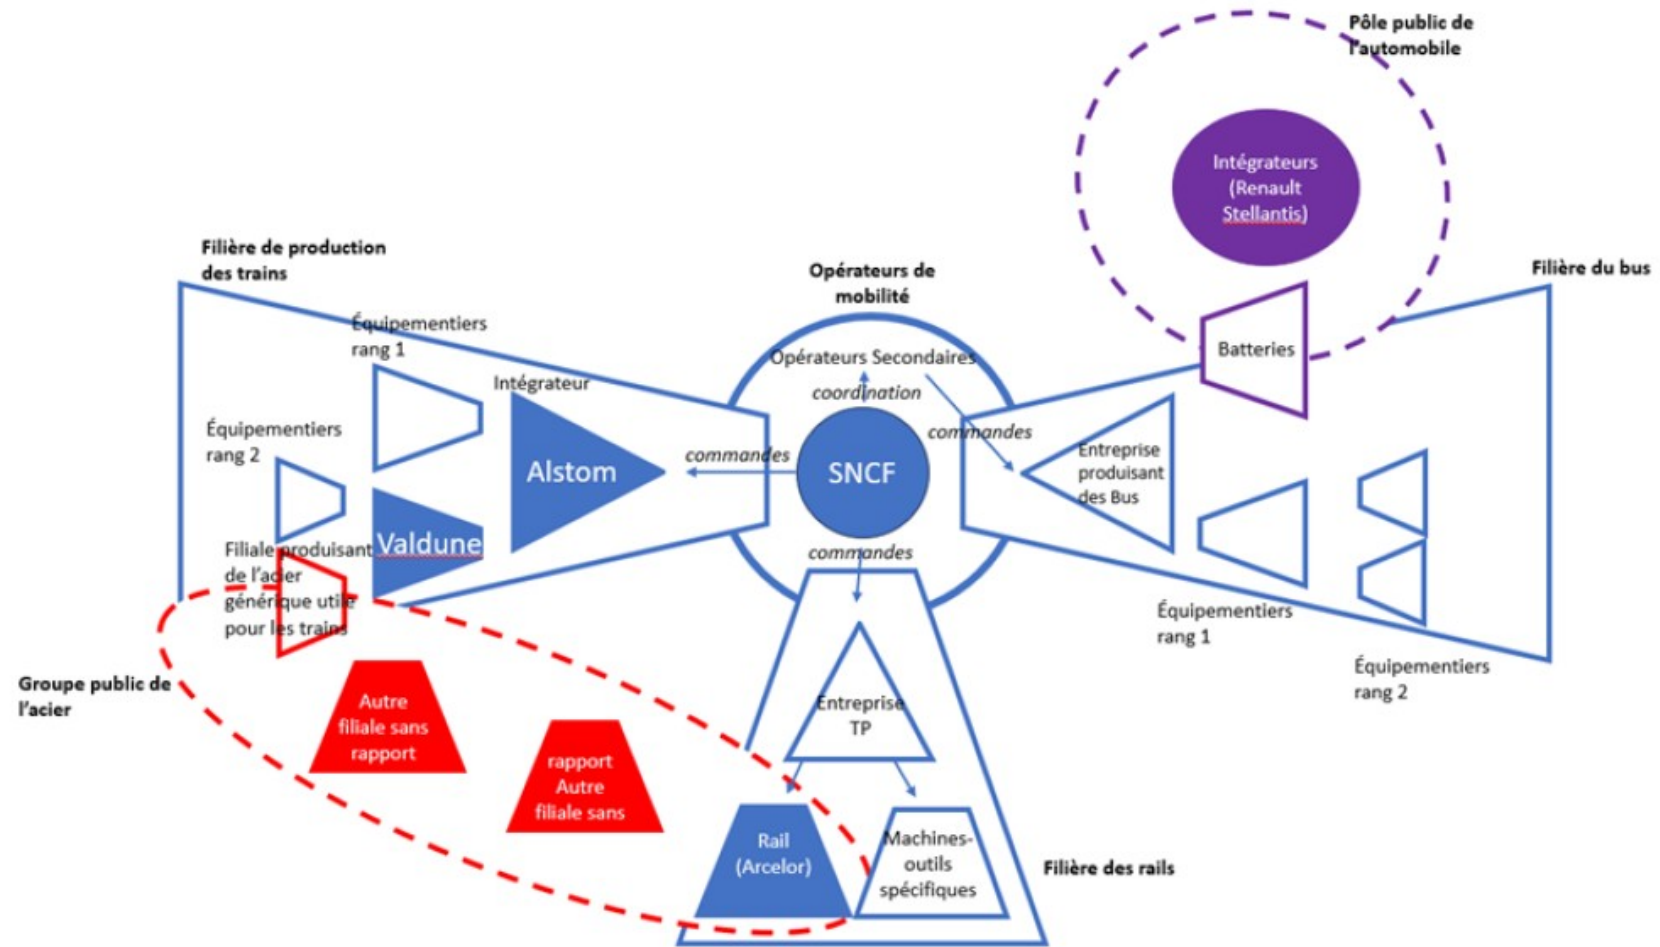 Pôle public de
l'automobile
Intégrateurs
(Renault
Stellantis)
Filière de production
des trains
Opérateurs de
mobilité
Filière du bus
Équipementiers
rang 1
Intégrateur
Opérateurs Secondaires
coordination
Batteries
Équipementiers
rang 2
commandes
commandes
Alstom
SNCF
Entreprise
produisant
des Bus
Valdune
commandes
Filiale produisant
de l'acier
générique utile
pour les trains
Équipementiers
rang 1
Équipementiers
rang 2
Groupe public de
l'acier
Autre
filiale sans
rapport
rapport
Autre
filiale sans
Entreprise
TP
Rail
(Arcelor)
Machines-
outils
spécifiques
Filière des rails